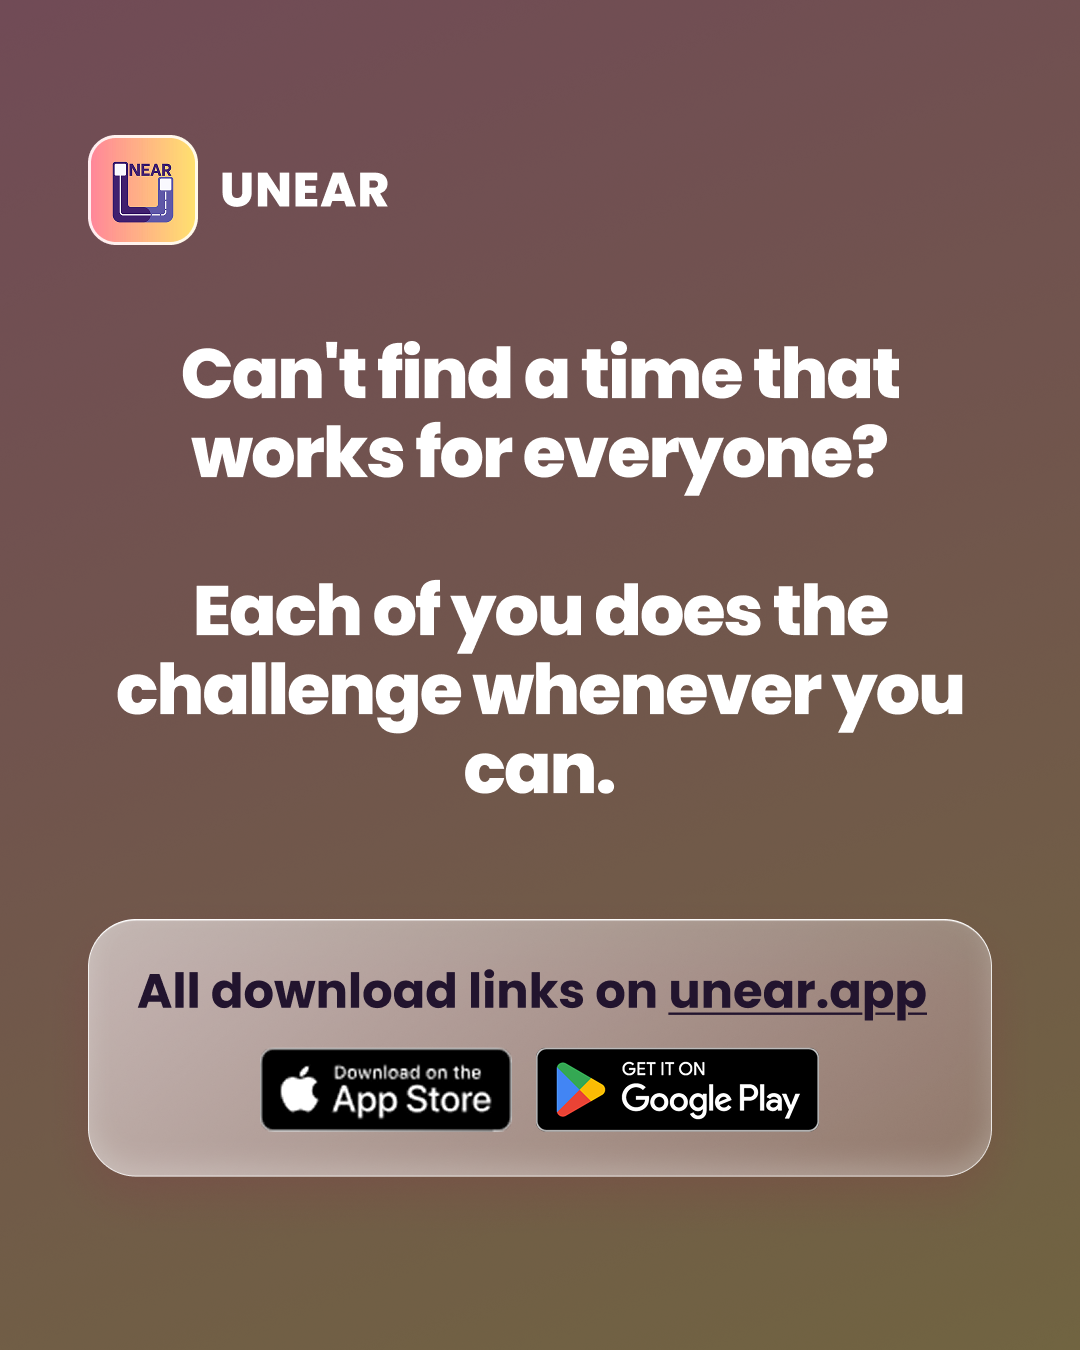 NEAR
UNEAR
Can't find a time that
works for everyone?
Each of you does the
challenge whenever you
can.
All download links on unear.app
Download on the
App Store
GET IT ON
Google Play